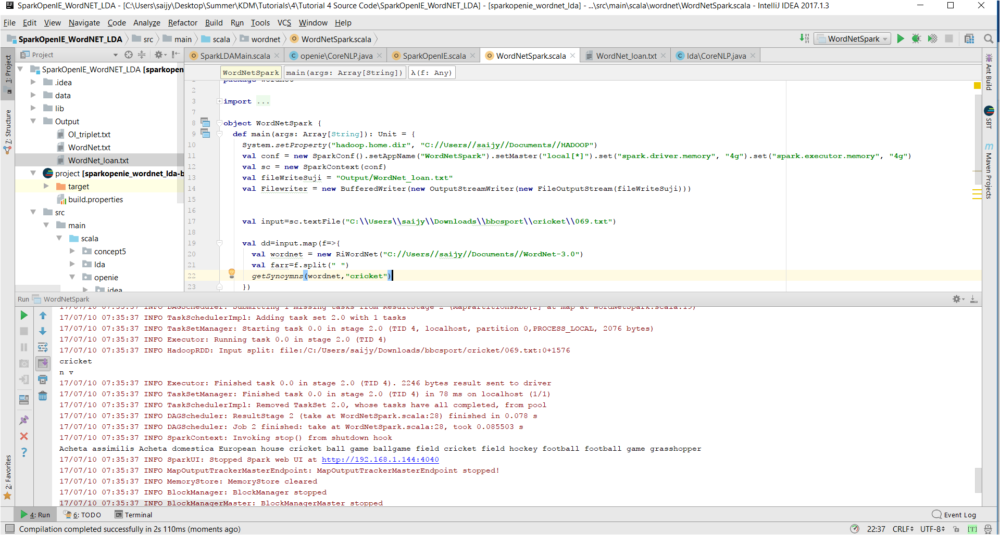 SparkOpenIE_WordNET_LDA - [C:\Users\saijy\Desktop\Summer\KDM\Tutorials\4\Tutorial 4 Source Code\SparkOpenIE_WordNET_LDA] - [sparkopenie_wordnet_lda] - ...\src\main\scala\wordnet\WordNetSpark.scala - IntelliJ IDEA 2017.1.3
File Edit View Navigate Code Analyze Refactor Build Run Tools VCS Window Help
SparkOpenIE_WordNET_LDA src main scala wordnet WordNetSpark.scala WordNetSpark
Project SparkLDAMain.scala openie\CoreNLP.java SparkOpenIE.scala WordNetSpark.scala WordNet_loan.txt lda\CoreNLP.java
1: Project
7: Structure
2: Favorites
Ant Build
SBT
Maven Projects
SparkOpenIE_WordNET_LDA [sparkopen
.idea
data
lib
Output
OI_triplet.txt
WordNet.txt
WordNet_loan.txt
project [sparkopenie_wordnet_lda-b
target
build.properties
src
main
scala
concept5
lda
openie
idea
WordNetSpark main(args: Array[String]) λ(f: Any)
1 package wordnet
2
3 import ...
7
8 object WordNetSpark {
9 def main(args: Array[String]): Unit = {
10 System.setProperty("hadoop.home.dir", "C://Users//saijy//Documents//HADOOP")
11 val conf = new SparkConf().setAppName("WordNetSpark").setMaster("local[*]").set("spark.driver.memory", "4g").set("spark.executor.memory", "4g")
12 val sc = new SparkContext(conf)
13 val fileWriteSuji = "Output/WordNet_loan.txt"
14 val Filewriter = new BufferedWriter(new OutputStreamWriter(new FileOutputStream(fileWriteSuji)))
15
16
17 val input=sc.textFile("C:\\Users\\saijy\\Downloads\\bbcsport\\cricket\\069.txt")
18
19 val dd=input.map(f=>{
20 val wordnet = new RiWordNet("C://Users//saijy//Documents//WordNet-3.0")
21 val farr=f.split(" ")
22 getSynoymns(wordnet,"cricket")
23 })
Run WordNetSpark
17/07/10 07:35:37 INFO DAGScheduler: Submitting 1 missing tasks from ResultStage 2 (MapPartitionsRDD[2] at map at WordNetSpark.scala:19)
17/07/10 07:35:37 INFO TaskSchedulerImpl: Adding task set 2.0 with 1 tasks
17/07/10 07:35:37 INFO TaskSetManager: Starting task 0.0 in stage 2.0 (TID 4, localhost, partition 0,PROCESS_LOCAL, 2076 bytes)
17/07/10 07:35:37 INFO Executor: Running task 0.0 in stage 2.0 (TID 4)
17/07/10 07:35:37 INFO HadoopRDD: Input split: file:/C:/Users/saijy/Downloads/bbcsport/cricket/069.txt:0+1576
cricket
n v
17/07/10 07:35:37 INFO Executor: Finished task 0.0 in stage 2.0 (TID 4). 2246 bytes result sent to driver
17/07/10 07:35:37 INFO TaskSetManager: Finished task 0.0 in stage 2.0 (TID 4) in 78 ms on localhost (1/1)
17/07/10 07:35:37 INFO TaskSchedulerImpl: Removed TaskSet 2.0, whose tasks have all completed, from pool
17/07/10 07:35:37 INFO DAGScheduler: ResultStage 2 (take at WordNetSpark.scala:28) finished in 0.078 s
17/07/10 07:35:37 INFO DAGScheduler: Job 2 finished: take at WordNetSpark.scala:28, took 0.085503 s
17/07/10 07:35:37 INFO SparkContext: Invoking stop() from shutdown hook
Acheta assimilis Acheta domestica European house cricket ball game ballgame field cricket field hockey football football game grasshopper
17/07/10 07:35:37 INFO SparkUI: Stopped Spark web UI at http://192.168.1.144:4040
17/07/10 07:35:37 INFO MapOutputTrackerMasterEndpoint: MapOutputTrackerMasterEndpoint stopped!
17/07/10 07:35:37 INFO MemoryStore: MemoryStore cleared
17/07/10 07:35:37 INFO BlockManager: BlockManager stopped
17/07/10 07:35:37 INFO BlockManagerMaster: BlockManagerMaster stopped
4: Run 6: TODO Terminal Event Log
Compilation completed successfully in 2s 110ms (moments ago) 22:37 CRLF UTF-8 [T]